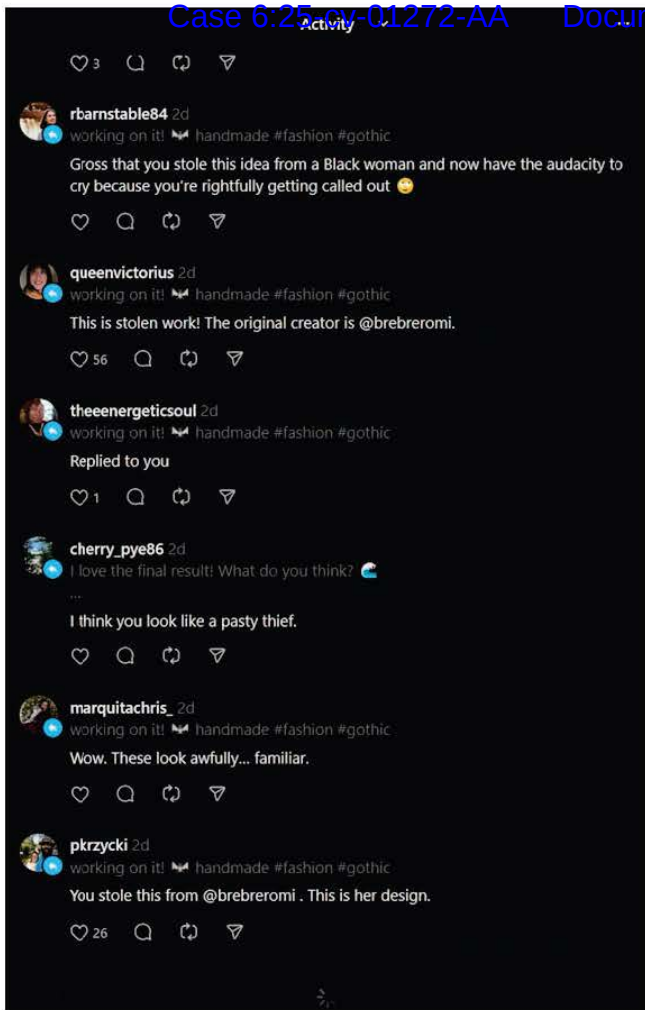 Case 6:25-cv-01272-AA Docum
Activity
3
rbarnstable84 2d
working on it! 🦇 handmade #fashion #gothic
Gross that you stole this idea from a Black woman and now have the audacity to
cry because you're rightfully getting called out 🙄
queenvictorius 2d
working on it! 🦇 handmade #fashion #gothic
This is stolen work! The original creator is @brebreromi.
56
theeenergeticsoul 2d
working on it! 🦇 handmade #fashion #gothic
Replied to you
1
cherry_pye86 2d
I love the final result! What do you think? 🌊
...
I think you look like a pasty thief.
marquitachris_ 2d
working on it! 🦇 handmade #fashion #gothic
Wow. These look awfully... familiar.
pkrzycki 2d
working on it! 🦇 handmade #fashion #gothic
You stole this from @brebreromi . This is her design.
26